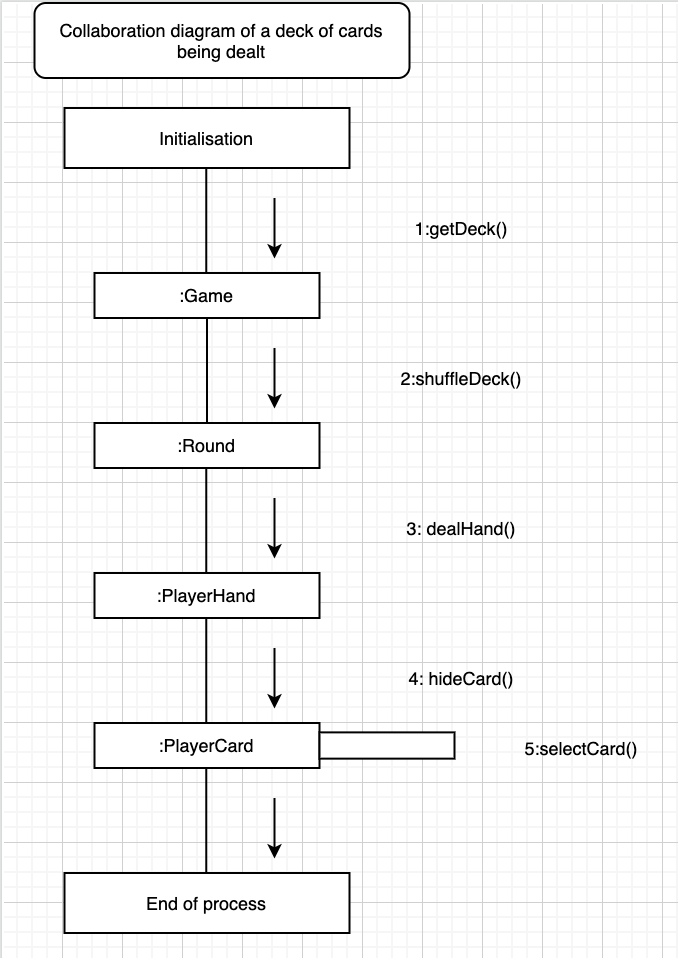 Collaboration diagram of a deck of cards
being dealt
Initialisation
1:getDeck()
:Game
2:shuffleDeck()
:Round
3: dealHand()
:PlayerHand
4: hideCard()
:PlayerCard
5:selectCard()
End of process